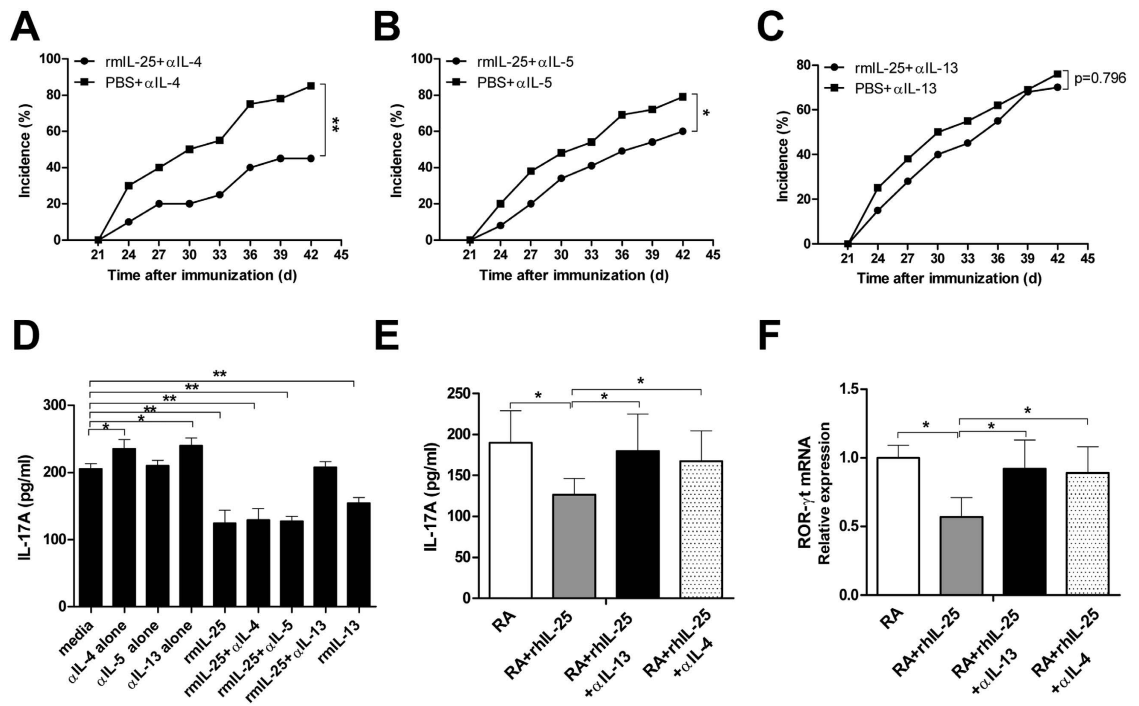 A
B
C
rmIL-25+αIL-4
PBS+αIL-4
Incidence (%)
100
80
60
40
20
0
**
21 24 27 30 33 36 39 42 45
Time after immunization (d)
rmIL-25+αIL-5
PBS+αIL-5
Incidence (%)
100
80
60
40
20
0
*
21 24 27 30 33 36 39 42 45
Time after immunization (d)
rmIL-25+αIL-13
PBS+αIL-13
Incidence (%)
80
60
40
20
0
p=0.796
21 24 27 30 33 36 39 42 45
Time after immunization (d)
D
E
F
IL-17A (pg/ml)
300
200
100
0
**
**
**
**
*
*
media
αIL-4 alone
αIL-5 alone
αIL-13 alone
rmIL-25
rmIL-25+αIL-4
rmIL-25+αIL-5
rmIL-25+αIL-13
rmIL-13
IL-17A (pg/ml)
250
200
150
100
50
0
*
*
*
RA
RA+rhIL-25
RA+rhIL-25
+αIL-13
RA+rhIL-25
+αIL-4
ROR-γt mRNA
Relative expression
1.5
1.0
0.5
0.0
*
*
*
RA
RA+rhIL-25
RA+rhIL-25
+αIL-13
RA+rhIL-25
+αIL-4